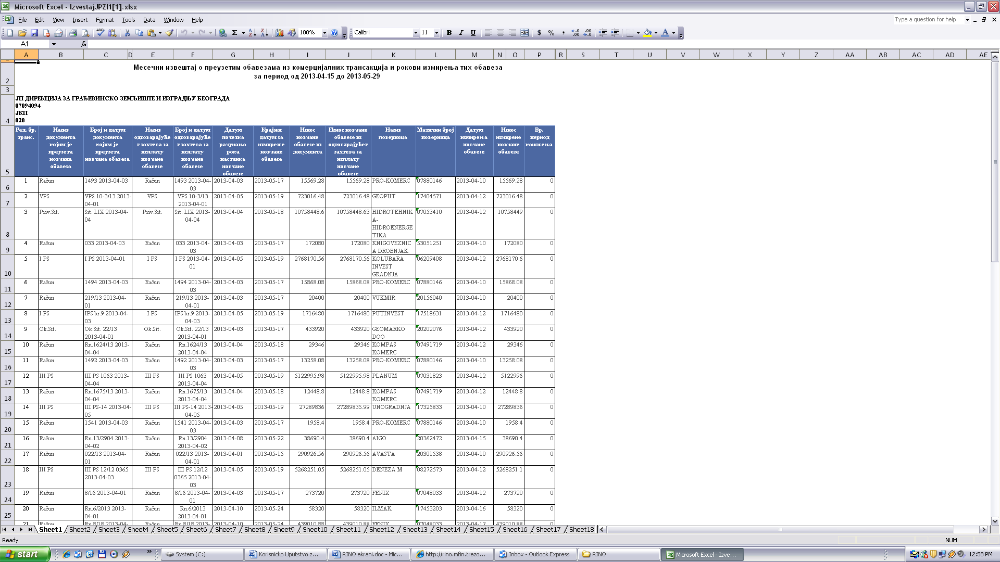 Microsoft Excel - IzvestajJPZI1[1].xlsx
File Edit View Insert Format Tools Data Window Help
Type a question for help
100% Calibri 11
A1 fx
A B C D E F G H I J K L M N O P R S T U V W X Y Z AA AB AC AD AE
Месечни извештај о преузетим обавезама из комерцијалних трансакција и рокови измирења тих обавеза
за период од 2013-04-15 до 2013-05-29
2
3
ЈП ДИРЕКЦИЈА ЗА ГРАЂЕВИНСКО ЗЕМЉИШТЕ И ИЗГРАДЊУ БЕОГРАДА
07094094
ЈКП
020
4
Ред. бр. транс. Назив документа којим је преузета новчана обавеза Број и датум документа којим је преузета новчана обавеза Назив одговарајућег захтева за исплату новчане обавезе Број и датум одговарајућег захтева за исплату новчане обавезе Датум почетка рачунања рока настанка новчане обавезе Крајњи датум за измирење новчане обавезе Износ новчане обавезе из документа Износ новчане обавезе из одговарајућег захтева за исплату новчане обавезе Назив повериоца Матични број повериоца Датум измирења новчане обавезе Износ измирене новчане обавезе Вр. период кашњења
5
6 1 Račun 1493 2013-04-03 Račun 1493 2013-04-03 2013-04-03 2013-05-17 15569.28 15569.28 PRO-KOMERC 07880146 2013-04-10 15569.28 0
7 2 VPS VPS 10-3/13 2013-04-01 VPS VPS 10-3/13 2013-04-01 2013-04-05 2013-05-19 723016.48 723016.48 GEOPUT 17404571 2013-04-12 723016.48 0
8 3 Priv.Sit. Sit. LIX 2013-04-04 Priv.Sit. Sit. LIX 2013-04-04 2013-04-04 2013-05-18 10758448.6 10758448.63 HIDROTEHNIKA-HIDROENERGETIKA 07053410 2013-04-12 10758449 0
9 4 Račun 033 2013-04-03 Račun 033 2013-04-03 2013-04-03 2013-05-17 172080 172080 KNIGOVEZNICA DROBNJAK 53051251 2013-04-10 172080 0
10 5 I PS I PS 2013-04-01 I PS I PS 2013-04-01 2013-04-05 2013-05-19 2768170.56 2768170.56 KOLUBARA INVEST GRADNJA 06209408 2013-04-12 2768170.6 0
11 6 Račun 1494 2013-04-03 Račun 1494 2013-04-03 2013-04-03 2013-05-17 15868.08 15868.08 PRO-KOMERC 07880146 2013-04-10 15868.08 0
12 7 Račun 219/13 2013-04-01 Račun 219/13 2013-04-01 2013-04-03 2013-05-17 20400 20400 VUKMIR 20156040 2013-04-10 20400 0
13 8 I PS IPS br.9 2013-04-03 I PS IPS br.9 2013-04-03 2013-04-05 2013-05-19 1716480 1716480 PUTINVEST 17518631 2013-04-12 1716480 0
14 9 Ok.Sit. Ok.Sit. 22/13 2013-04-01 Ok.Sit. Ok.Sit. 22/13 2013-04-01 2013-04-03 2013-05-17 433920 433920 GEOMARKO DOO 20202076 2013-04-12 433920 0
15 10 Račun Rn.1624/13 2013-04-04 Račun Rn.1624/13 2013-04-04 2013-04-04 2013-05-18 29346 29346 KOMPAS KOMERC 07491719 2013-04-12 29346 0
16 11 Račun 1492 2013-04-03 Račun 1492 2013-04-03 2013-04-03 2013-05-17 13258.08 13258.08 PRO-KOMERC 07880146 2013-04-10 13258.08 0
17 12 III PS III PS 1063 2013-04-04 III PS III PS 1063 2013-04-04 2013-04-05 2013-05-19 5122995.98 5122995.98 PLANUM 07031823 2013-04-12 5122996 0
18 13 Račun Rn.1675/13 2013-04-04 Račun Rn.1675/13 2013-04-04 2013-04-04 2013-05-18 12448.8 12448.8 KOMPAS KOMERC 07491719 2013-04-12 12448.8 0
19 14 III PS III PS-14 2013-04-05 III PS III PS-14 2013-04-05 2013-04-05 2013-05-19 27289836 27289835.99 UNOGRADNJA 17325833 2013-04-10 27289836 0
20 15 Račun 1541 2013-04-03 Račun 1541 2013-04-03 2013-04-03 2013-05-17 1958.4 1958.4 PRO-KOMERC 07880146 2013-04-10 1958.4 0
21 16 Račun Rn.13/2904 2013-04-02 Račun Rn.13/2904 2013-04-02 2013-04-08 2013-05-22 38690.4 38690.4 AIGO 20362472 2013-04-15 38690.4 0
22 17 Račun 022/13 2013-04-01 Račun 022/13 2013-04-01 2013-04-01 2013-05-15 290926.56 290926.56 AVASTA 20301538 2013-04-10 290926.56 0
23 18 III PS III PS 12/12 0365 2013-04-03 III PS III PS 12/12 0365 2013-04-03 2013-04-05 2013-05-19 5268251.05 5268251.05 DENEZA M 08272573 2013-04-12 5268251.1 0
24 19 Račun 8/16 2013-04-01 Račun 8/16 2013-04-01 2013-04-03 2013-05-17 273720 273720 FENIX 07048033 2013-04-12 273720 0
25 20 Račun Rn.6/2013 2013-04-01 Račun Rn.6/2013 2013-04-01 2013-04-10 2013-05-24 58320 58320 ILMAK 17453203 2013-04-16 58320 0
21 Račun Rn.8/18 2013-04- Račun Rn.8/18 2013- 2013-04-10 2013-05-24 439010.88 439010.88 FENIX 07048033 2013-04-17 439010.88 0
Sheet1 Sheet2 Sheet3 Sheet4 Sheet5 Sheet6 Sheet7 Sheet8 Sheet9 Sheet10 Sheet11 Sheet12 Sheet13 Sheet14 Sheet15 Sheet16 Sheet17 Sheet18
Ready NUM
start System (C:) Korisnicko Uputstvo z... RINO ekrani.doc - Mic... http://rino.mfin.trezo... Inbox - Outlook Express RINO Microsoft Excel - Izve... 12:58 PM